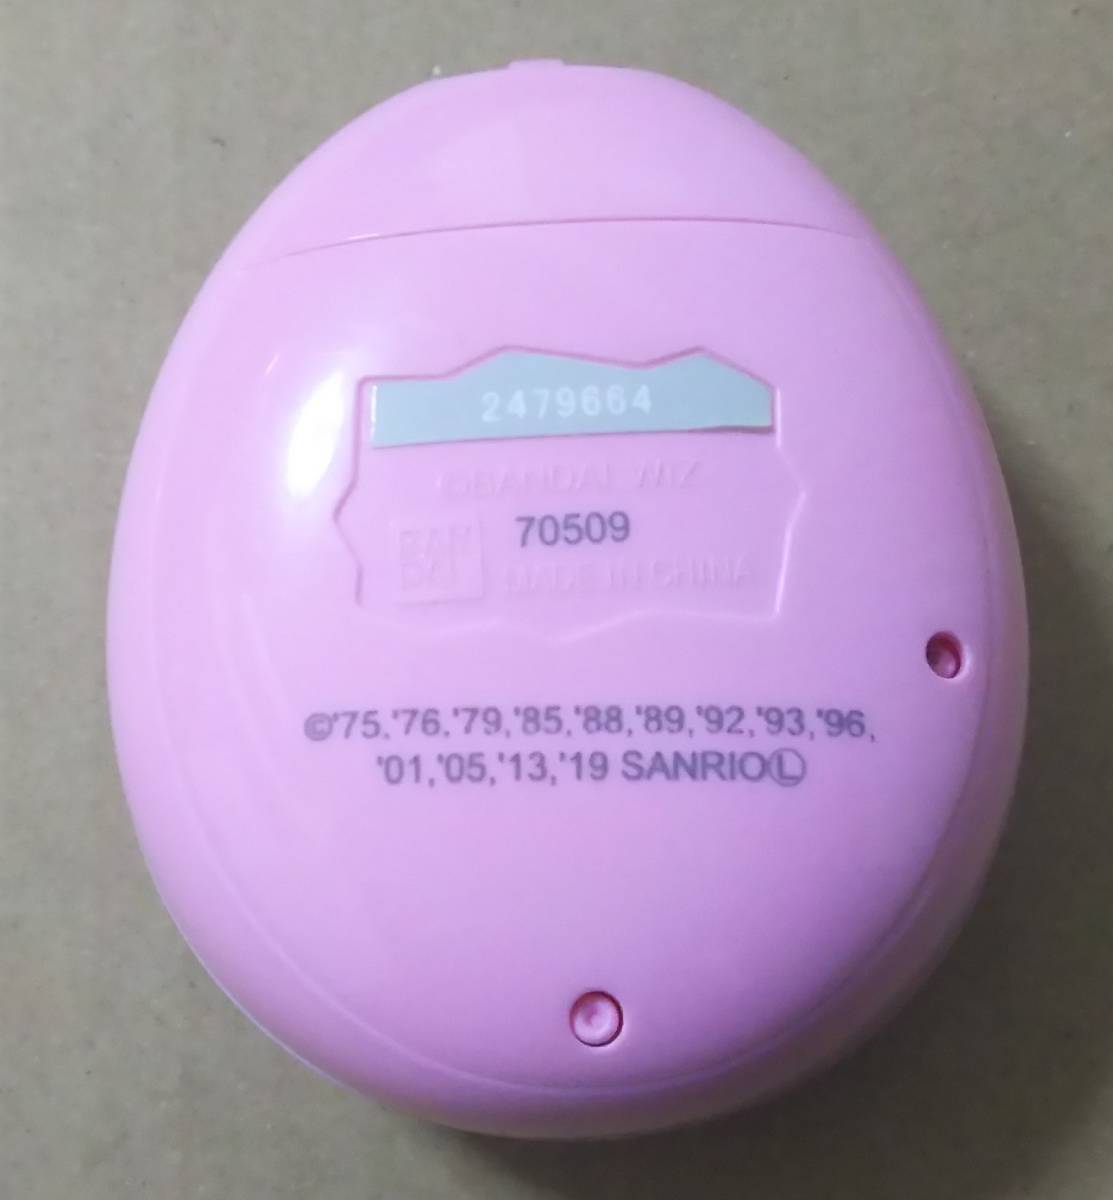 2479664
©BANDAI WIZ
70509
BAN
DAI
MADE IN CHINA
©'75,'76,'79,'85,'88,'89,'92,'93,'96,
'01,'05,'13,'19 SANRIOⓁ